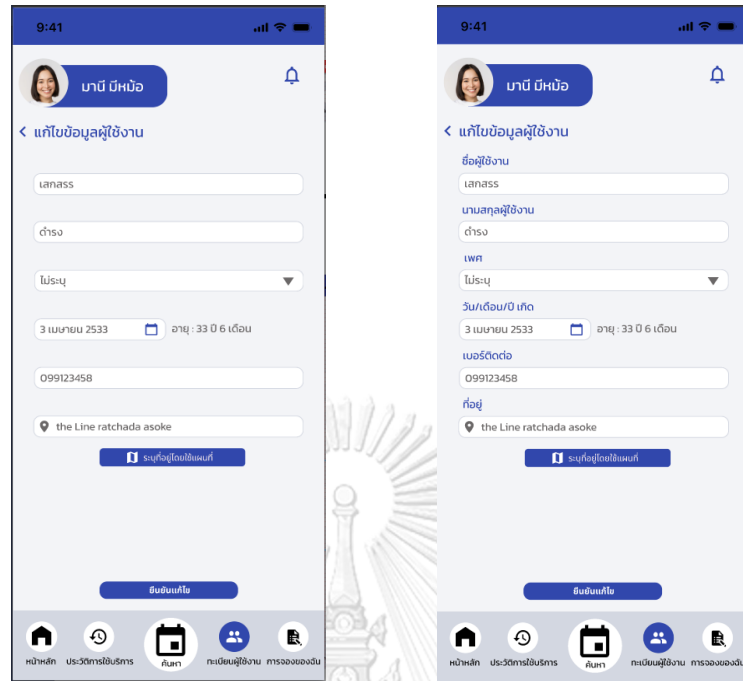 9:41
มานี มีหม้อ
แก้ไขข้อมูลผู้ใช้งาน
เสกสรร
ดำรง
ไม่ระบุ
3 เมษายน 2533 อายุ : 33 ปี 6 เดือน
099123458
the Line ratchada asoke
ระบุที่อยู่โดยใช้แผนที่
ยืนยันแก้ไข
หน้าหลัก ประวัติการใช้บริการ ค้นหา ทะเบียนผู้ใช้งาน การจองของฉัน
9:41
มานี มีหม้อ
แก้ไขข้อมูลผู้ใช้งาน
ชื่อผู้ใช้งาน
เสกสรร
นามสกุลผู้ใช้งาน
ดำรง
เพศ
ไม่ระบุ
วัน/เดือน/ปี เกิด
3 เมษายน 2533 อายุ : 33 ปี 6 เดือน
เบอร์ติดต่อ
099123458
ที่อยู่
the Line ratchada asoke
ระบุที่อยู่โดยใช้แผนที่
ยืนยันแก้ไข
หน้าหลัก ประวัติการใช้บริการ ค้นหา ทะเบียนผู้ใช้งาน การจองของฉัน